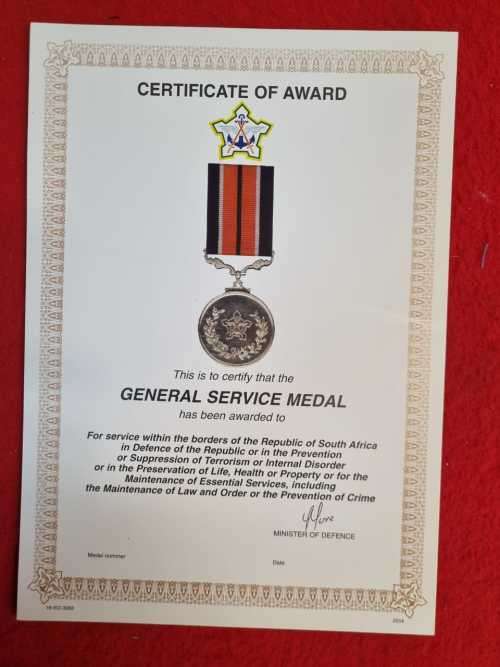 CERTIFICATE OF AWARD
This is to certify that the
GENERAL SERVICE MEDAL
has been awarded to
For service within the borders of the Republic of South Africa
in Defence of the Republic or in the Prevention
or Suppression of Terrorism or Internal Disorder
or in the Preservation of Life, Health or Property or for the
Maintenance of Essential Services, including
the Maintenance of Law and Order or the Prevention of Crime
MINISTER OF DEFENCE
Medal nummer
Date